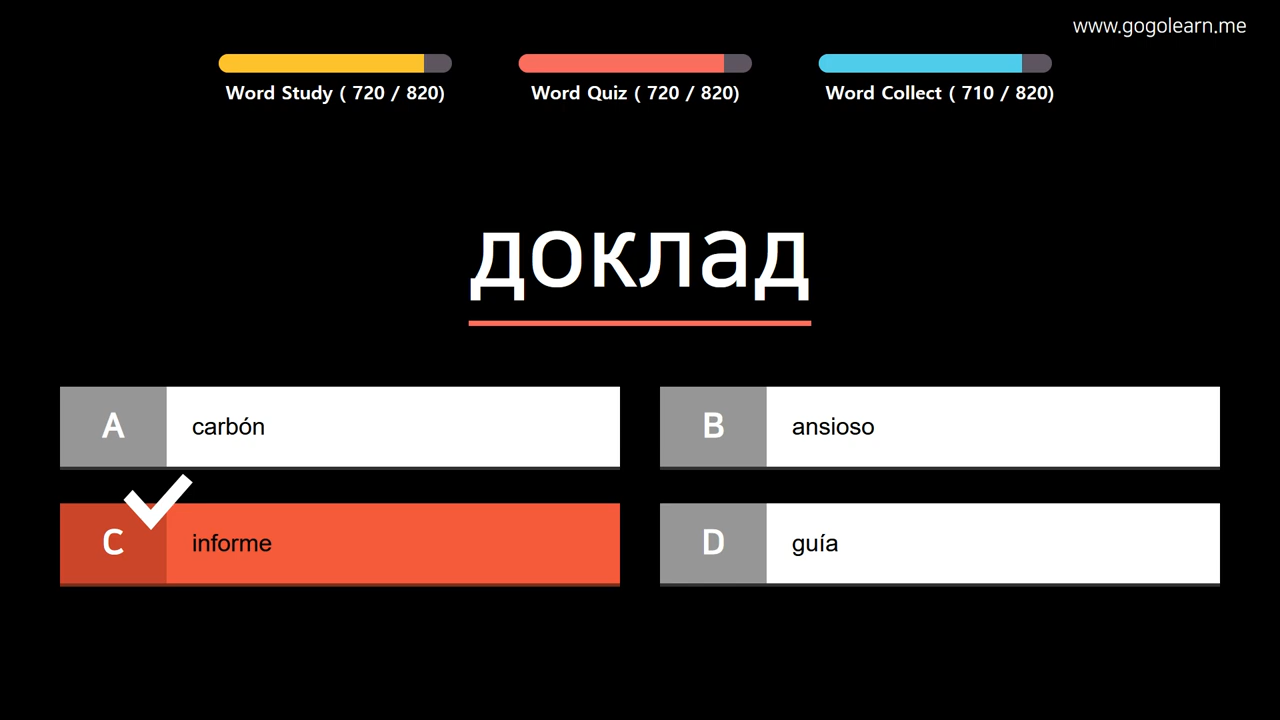 www.gogolearn.me
Word Study ( 720 / 820)
Word Quiz ( 720 / 820)
Word Collect ( 710 / 820)
доклад
A carbón
B ansioso
C informe
D guía